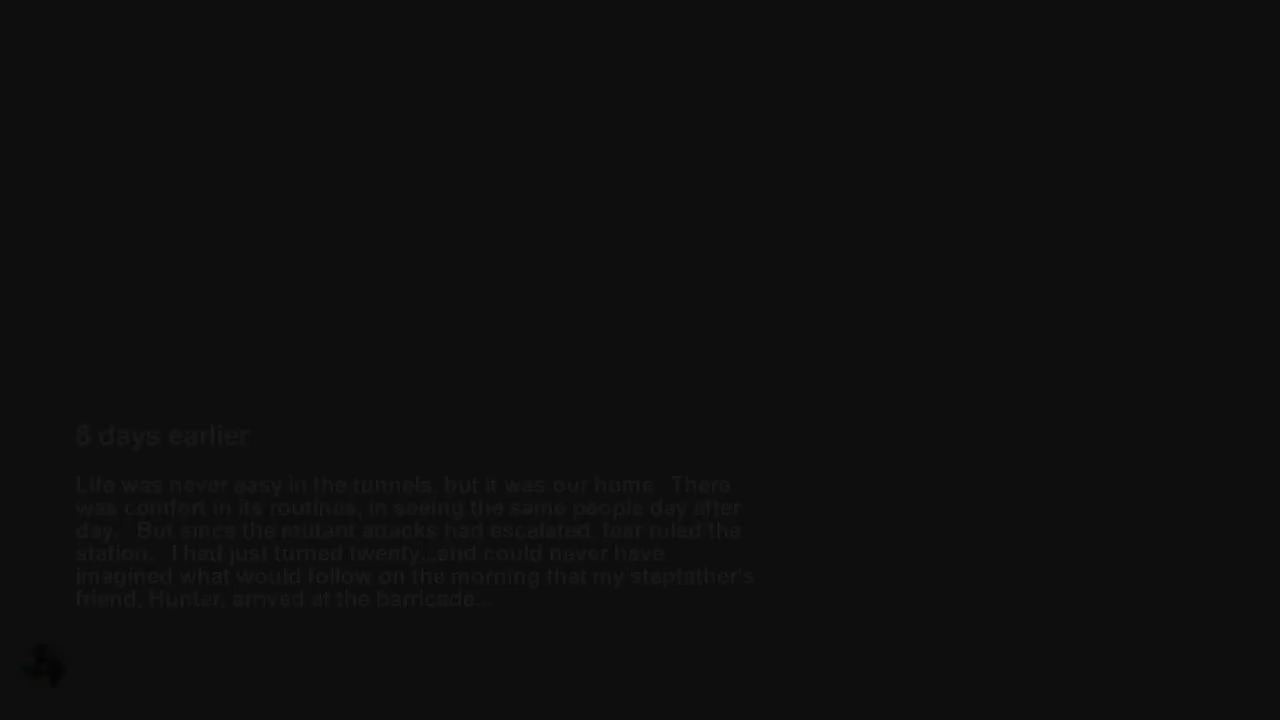 8 days earlier
Life was never easy in the tunnels, but it was our home. There
was comfort in its routines, in seeing the same people day after
day. But since the mutant attacks had escalated, fear ruled the
station. I had just turned twenty...and could never have
imagined what would follow on the morning that my stepfather's
friend, Hunter, arrived at the barricade...